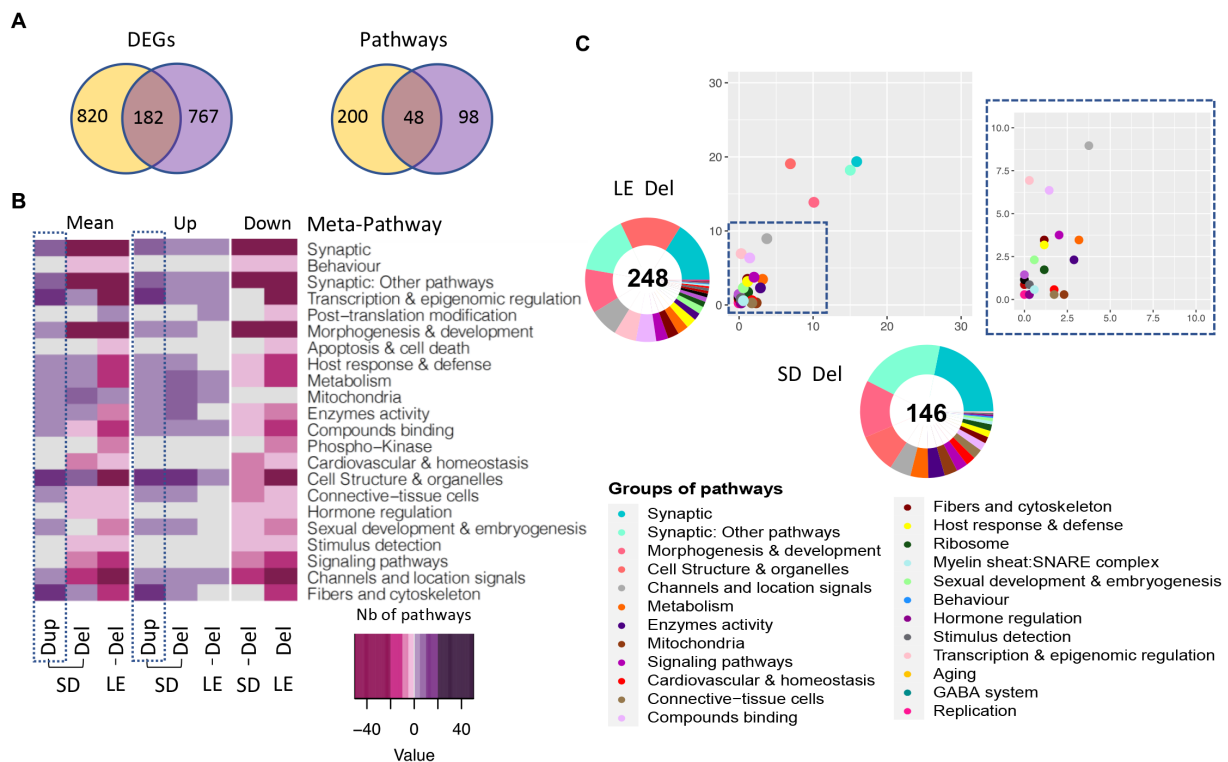 A
DEGs
Pathways
820
182
767
200
48
98
B
Mean
Up
Down
Meta-Pathway
Synaptic
Behaviour
Synaptic: Other pathways
Transcription & epigenomic regulation
Post−translation modification
Morphogenesis & development
Apoptosis & cell death
Host response & defense
Metabolism
Mitochondria
Enzymes activity
Compounds binding
Phospho−Kinase
Cardiovascular & homeostasis
Cell Structure & organelles
Connective−tissue cells
Hormone regulation
Sexual development & embryogenesis
Stimulus detection
Signaling pathways
Channels and location signals
Fibers and cytoskeleton
Dup
Del
- Del
Dup
Del
- Del
- Del
Del
SD
LE
SD
LE
SD
LE
Nb of pathways
−40
0
20
40
Value
C
30
20
10
0
0
10
20
30
10.0
7.5
5.0
2.5
0.0
0.0
2.5
5.0
7.5
10.0
LE Del
248
SD Del
146
Groups of pathways
Synaptic
Synaptic: Other pathways
Morphogenesis & development
Cell Structure & organelles
Channels and location signals
Metabolism
Enzymes activity
Mitochondria
Signaling pathways
Cardiovascular & homeostasis
Connective−tissue cells
Compounds binding
Fibers and cytoskeleton
Host response & defense
Ribosome
Myelin sheat:SNARE complex
Sexual development & embryogenesis
Behaviour
Hormone regulation
Stimulus detection
Transcription & epigenomic regulation
Aging
GABA system
Replication